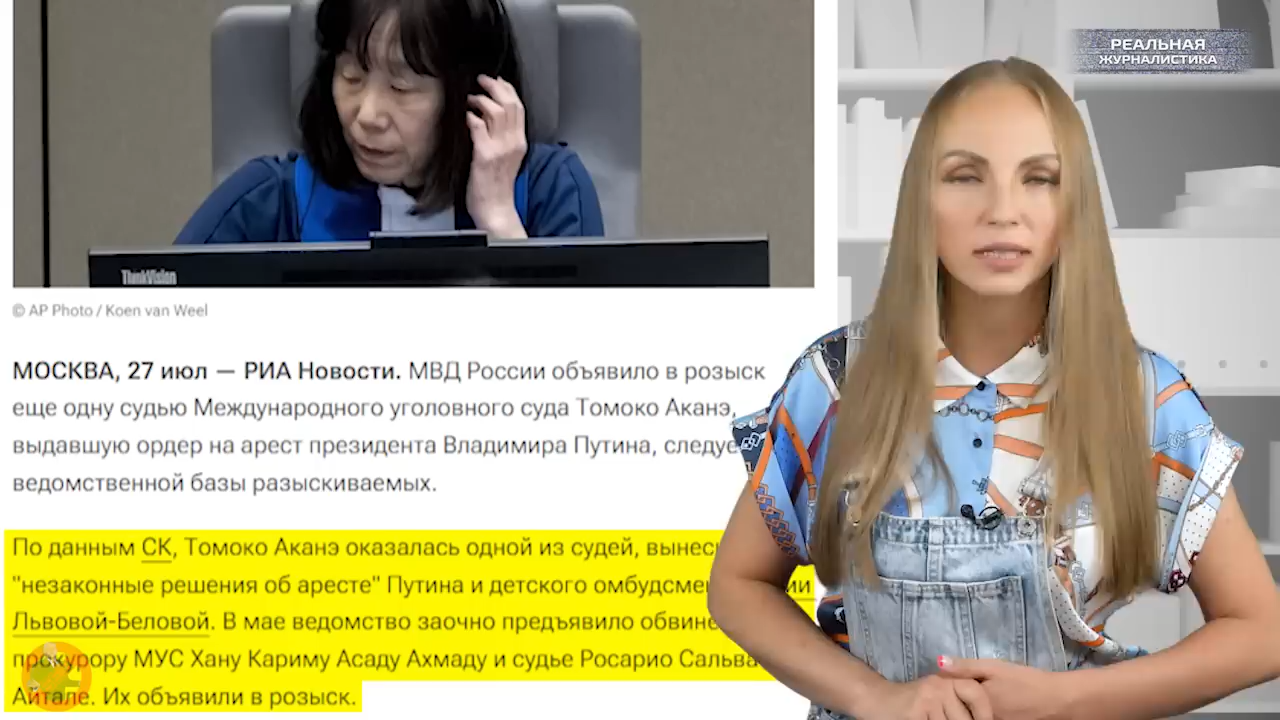 РЕАЛЬНАЯ
ЖУРНАЛИСТИКА
ThinkVision
© AP Photo / Koen van Weel
МОСКВА, 27 июл — РИА Новости. МВД России объявило в розыск
еще одну судью Международного уголовного суда Томоко Аканэ,
выдавшую ордер на арест президента Владимира Путина, следуе
ведомственной базы разыскиваемых.
По данным СК, Томоко Аканэ оказалась одной из судей, вынес
"незаконные решения об аресте" Путина и детского омбудсме ии
Львовой-Беловой. В мае ведомство заочно предъявило обвине
прокурору МУС Хану Кариму Асаду Ахмаду и судье Росарио Сальва
Айтале. Их объявили в розыск.